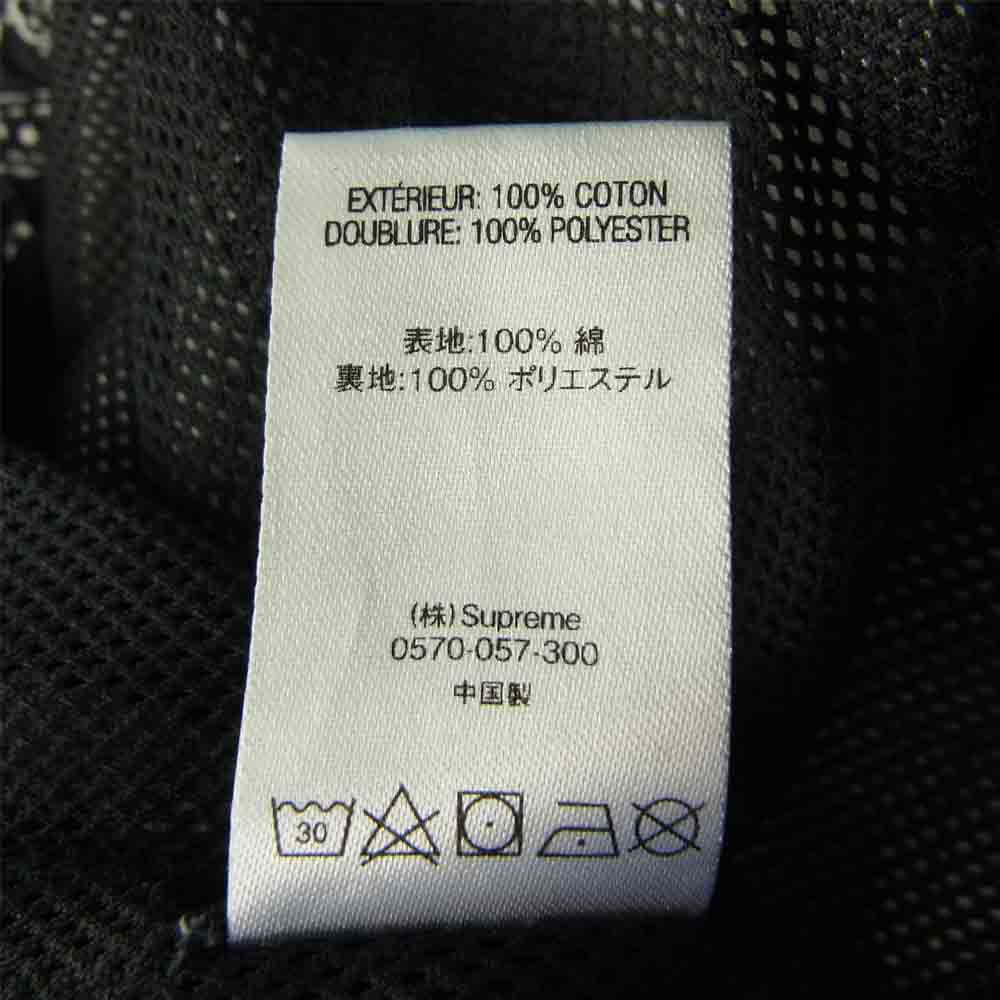 EXTÉRIEUR: 100% COTON
DOUBLURE: 100% POLYESTER
表地:100% 綿
裏地:100% ポリエステル
(株)Supreme
0570-057-300
中国製
30